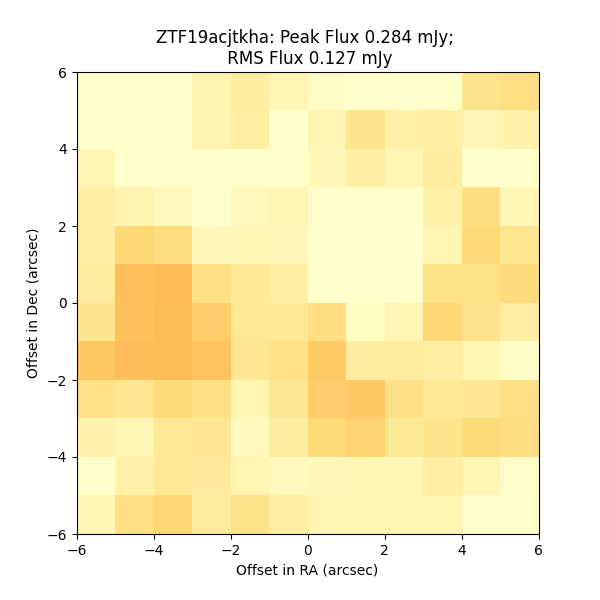 ZTF19acjtkha: Peak Flux 0.284 mJy;
RMS Flux 0.127 mJy
6
4
2
0
−2
−4
−6
Offset in Dec (arcsec)
−6 −4 −2 0 2 4 6
Offset in RA (arcsec)